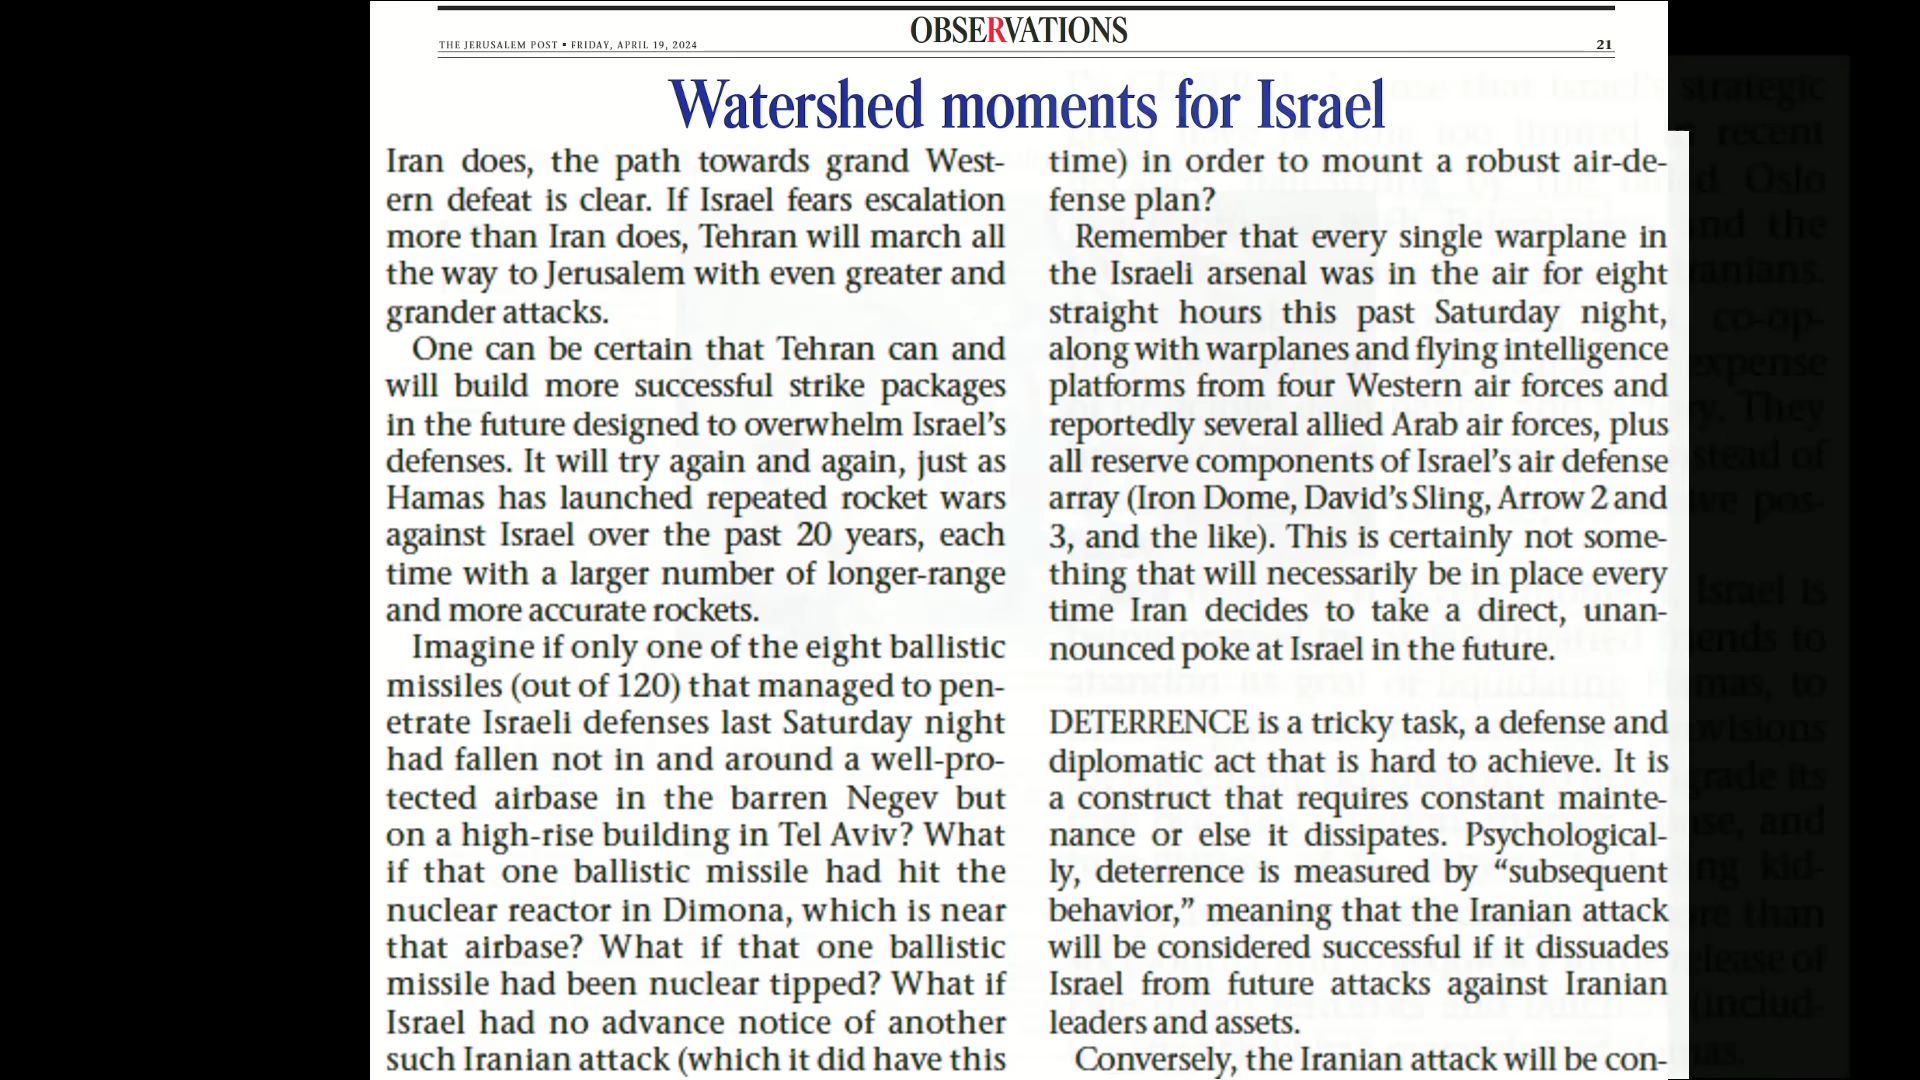 OBSERVATIONS
THE JERUSALEM POST ▪ FRIDAY, APRIL 19, 2024
21
Watershed moments for Israel
Iran does, the path towards grand West-
ern defeat is clear. If Israel fears escalation
more than Iran does, Tehran will march all
the way to Jerusalem with even greater and
grander attacks.
One can be certain that Tehran can and
will build more successful strike packages
in the future designed to overwhelm Israel’s
defenses. It will try again and again, just as
Hamas has launched repeated rocket wars
against Israel over the past 20 years, each
time with a larger number of longer-range
and more accurate rockets.
Imagine if only one of the eight ballistic
missiles (out of 120) that managed to pen-
etrate Israeli defenses last Saturday night
had fallen not in and around a well-pro-
tected airbase in the barren Negev but
on a high-rise building in Tel Aviv? What
if that one ballistic missile had hit the
nuclear reactor in Dimona, which is near
that airbase? What if that one ballistic
missile had been nuclear tipped? What if
Israel had no advance notice of another
such Iranian attack (which it did have this
time) in order to mount a robust air-de-
fense plan?
Remember that every single warplane in
the Israeli arsenal was in the air for eight
straight hours this past Saturday night,
along with warplanes and flying intelligence
platforms from four Western air forces and
reportedly several allied Arab air forces, plus
all reserve components of Israel’s air defense
array (Iron Dome, David’s Sling, Arrow 2 and
3, and the like). This is certainly not some-
thing that will necessarily be in place every
time Iran decides to take a direct, unan-
nounced poke at Israel in the future.
DETERRENCE is a tricky task, a defense and
diplomatic act that is hard to achieve. It is
a construct that requires constant mainte-
nance or else it dissipates. Psychological-
ly, deterrence is measured by “subsequent
behavior,” meaning that the Iranian attack
will be considered successful if it dissuades
Israel from future attacks against Iranian
leaders and assets.
Conversely, the Iranian attack will be con-
strategic
recent
Oslo
and the
Iranians.
co-op-
expense
They
stead of
pos-
Israel is
friends to